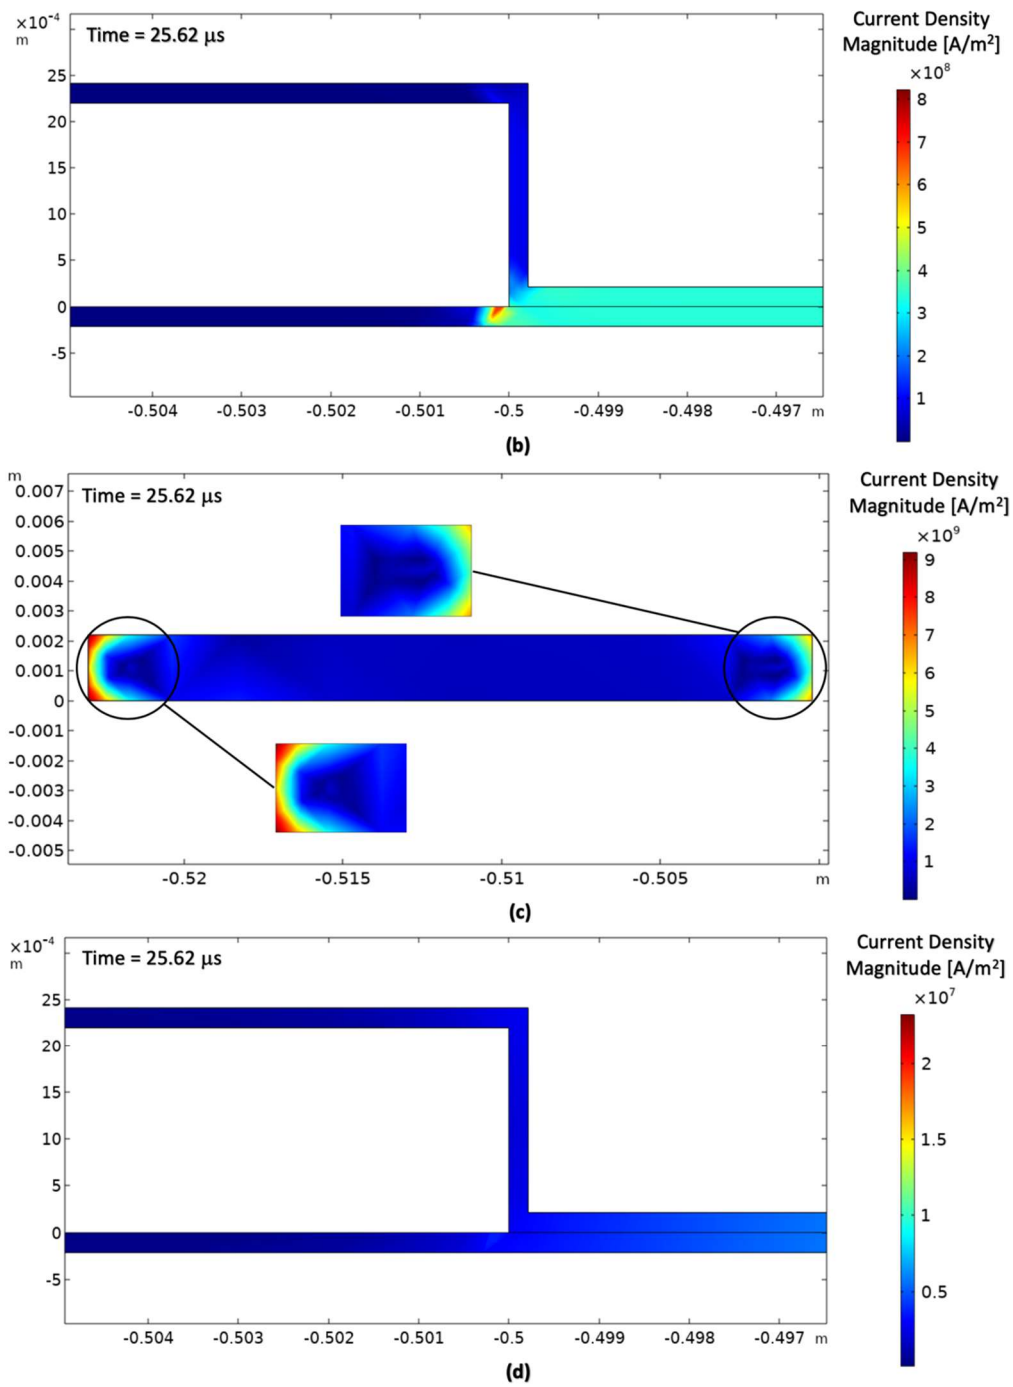 ×10⁻⁴
m
Time = 25.62 μs
Current Density
Magnitude [A/m²]
×10⁸
25
20
15
10
5
0
-5
8
7
6
5
4
3
2
1
-0.504 -0.503 -0.502 -0.501 -0.5 -0.499 -0.498 -0.497 m
(b)
m
Time = 25.62 μs
Current Density
Magnitude [A/m²]
×10⁹
0.007
0.006
0.005
0.004
0.003
0.002
0.001
0
-0.001
-0.002
-0.003
-0.004
-0.005
9
8
7
6
5
4
3
2
1
-0.52 -0.515 -0.51 -0.505 m
(c)
×10⁻⁴
m
Time = 25.62 μs
Current Density
Magnitude [A/m²]
×10⁷
25
20
15
10
5
0
-5
2
1.5
1
0.5
-0.504 -0.503 -0.502 -0.501 -0.5 -0.499 -0.498 -0.497 m
(d)